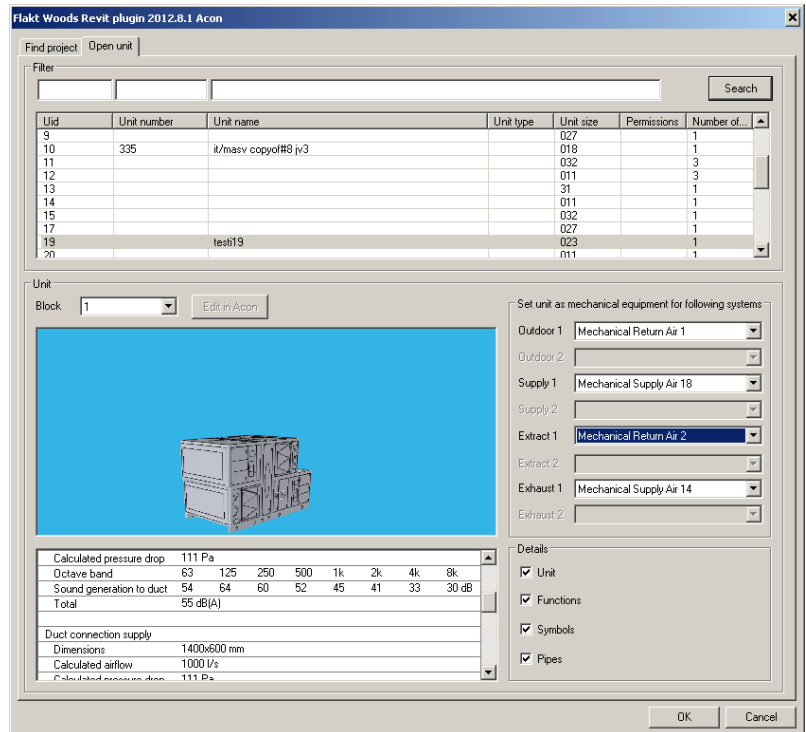 Flakt Woods Revit plugin 2012.8.1 Acon
Find project Open unit
Filter
Search
Uid Unit number Unit name Unit type Unit size Permissions Number of...
9 027 1
10 335 it/masv copyof#8 jv3 018 1
11 032 3
12 011 3
13 31 1
14 011 1
15 032 1
17 027 1
19 testi19 023 1
20 011 1
Unit
Block 1 Edit in Acon
Set unit as mechanical equipment for following systems
Outdoor 1 Mechanical Return Air 1
Outdoor 2
Supply 1 Mechanical Supply Air 18
Supply 2
Extract 1 Mechanical Return Air 2
Extract 2
Exhaust 1 Mechanical Supply Air 14
Exhaust 2
Calculated pressure drop 111 Pa
Octave band 63 125 250 500 1k 2k 4k 8k
Sound generation to duct 54 64 60 52 45 41 33 30 dB
Total 55 dB(A)
Duct connection supply
Dimensions 1400x600 mm
Calculated airflow 1000 l/s
Calculated pressure drop 111 Pa
Details
Unit
Functions
Symbols
Pipes
OK Cancel